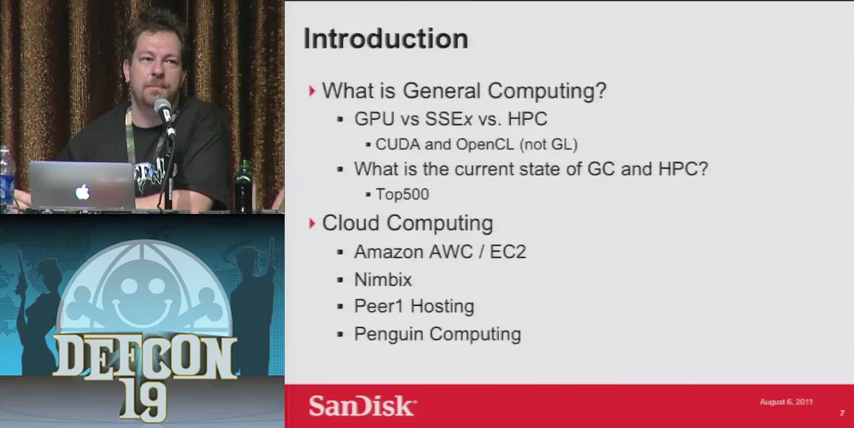 Introduction
What is General Computing?
GPU vs SSEx vs. HPC
CUDA and OpenCL (not GL)
What is the current state of GC and HPC?
Top500
Cloud Computing
Amazon AWC / EC2
Nimbix
Peer1 Hosting
Penguin Computing
SanDisk
August 6, 2011
7
DEFCON
19